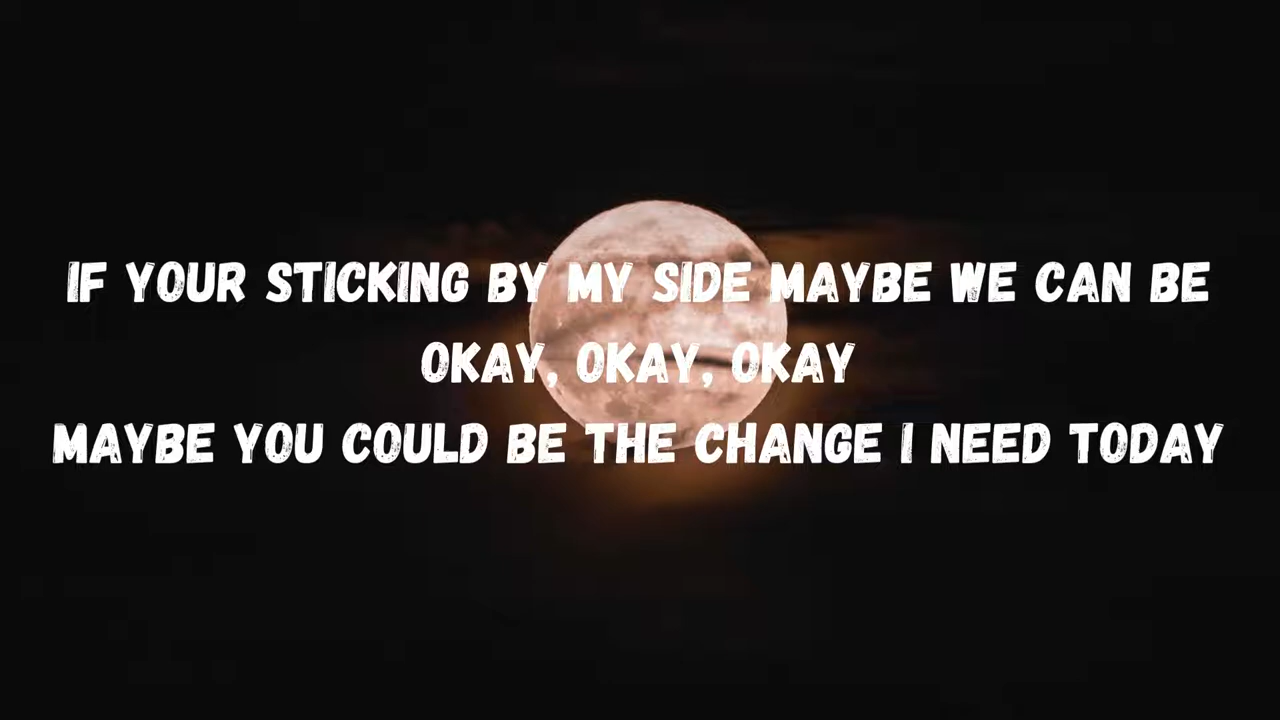 IF YOUR STICKING BY MY SIDE MAYBE WE CAN BE
OKAY, OKAY, OKAY
MAYBE YOU COULD BE THE CHANGE I NEED TODAY